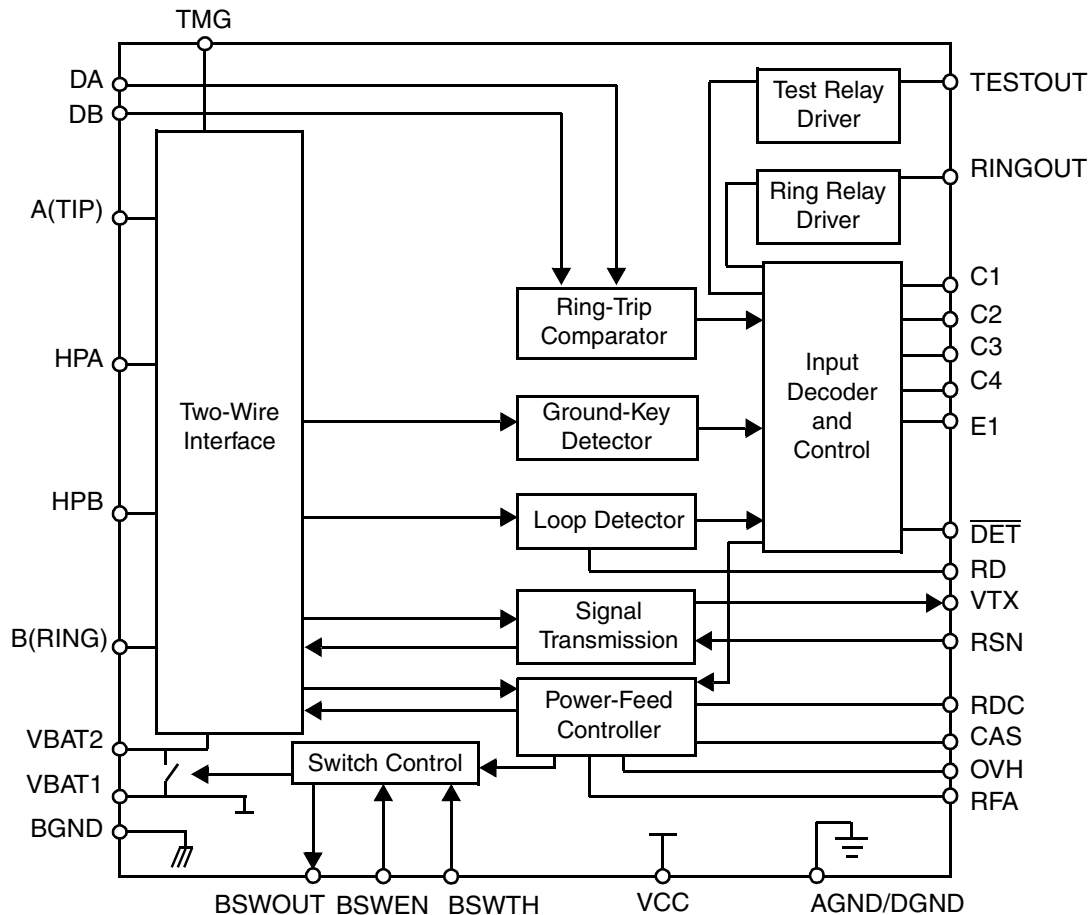 TMG
DA
DB
A(TIP)
HPA
HPB
B(RING)
VBAT2
VBAT1
BGND
Two-Wire
Interface
Ring-Trip
Comparator
Ground-Key
Detector
Loop Detector
Signal
Transmission
Power-Feed
Controller
Switch Control
Test Relay
Driver
Ring Relay
Driver
Input
Decoder
and
Control
TESTOUT
RINGOUT
C1
C2
C3
C4
E1
DET
RD
VTX
RSN
RDC
CAS
OVH
RFA
BSWOUT
BSWEN
BSWTH
VCC
AGND/DGND